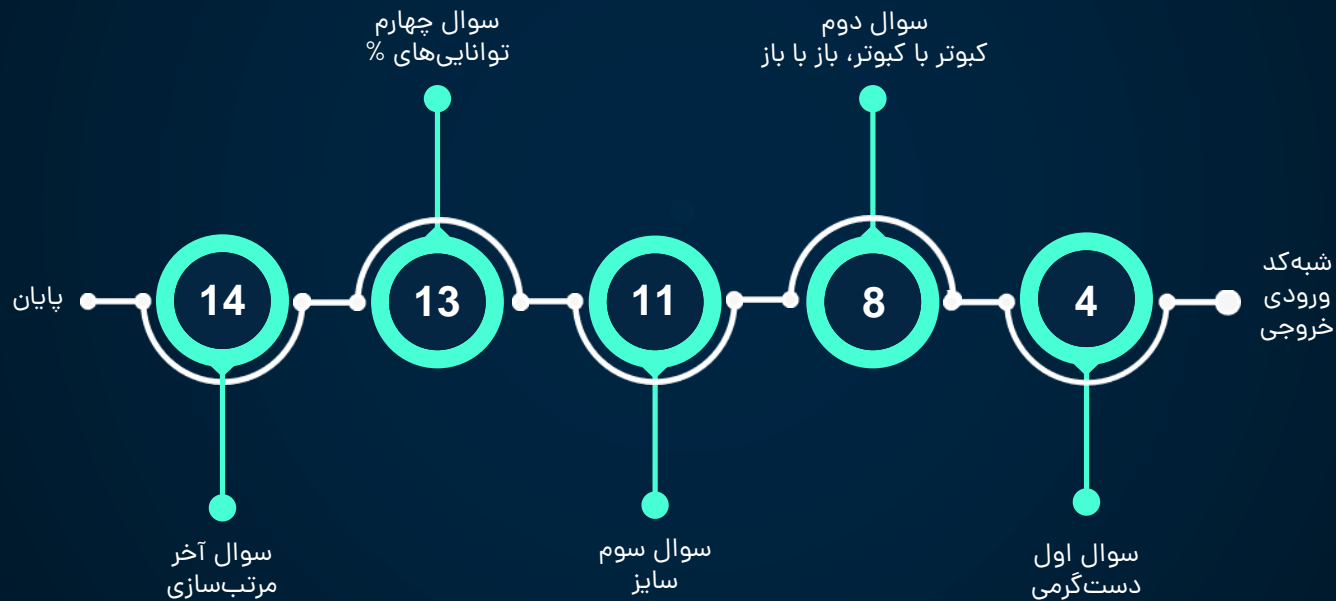 شبه‌کد
ورودی
خروجی
4
سوال اول
دست‌گرمی
سوال دوم
کبوتر با کبوتر، باز با باز
8
11
سوال سوم
سایز
سوال چهارم
توانایی‌های %
13
14
سوال آخر
مرتب‌سازی
پایان